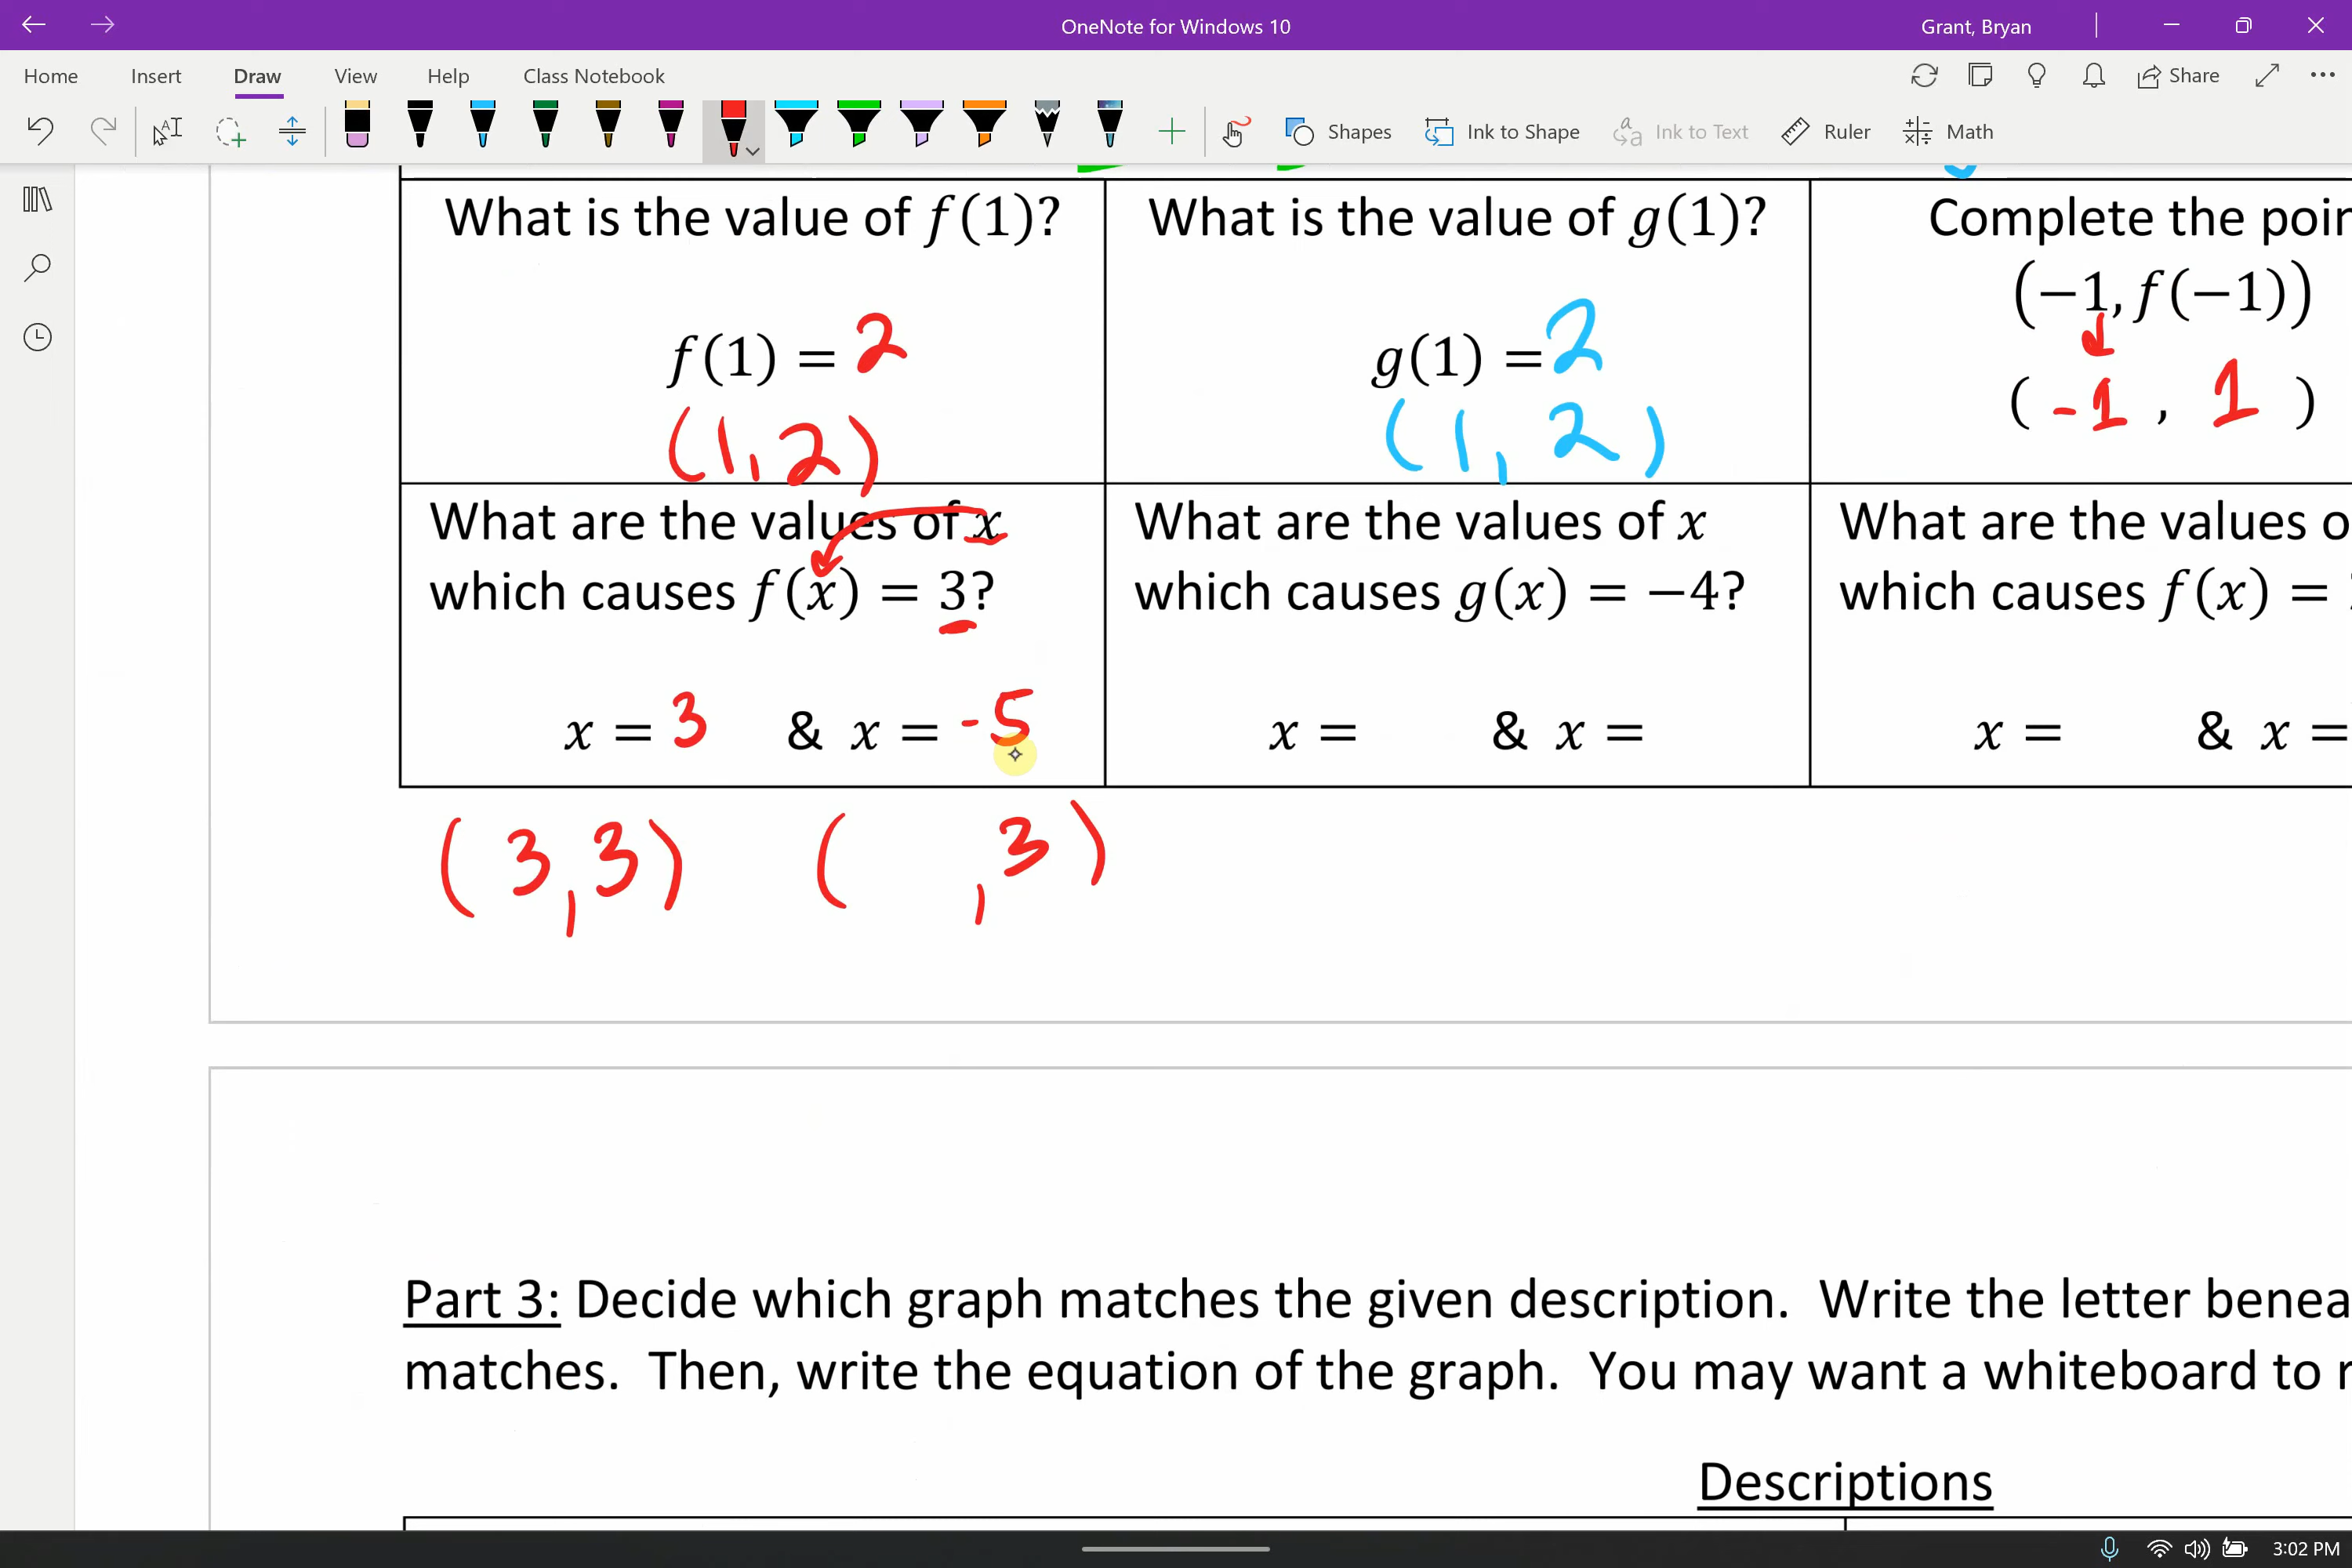 OneNote for Windows 10
Grant, Bryan
Home Insert Draw View Help Class Notebook
Share
Shapes Ink to Shape Ink to Text Ruler Math
What is the value of f(1)?
f(1) = 2
(1,2)
What is the value of g(1)?
g(1) = 2
(1,2)
Complete the poin
(−1, f(−1))
( -1 , 1 )
What are the values of x
which causes f(x) = 3?
x = 3 & x = -5
(3,3) ( ,3)
What are the values of x
which causes g(x) = −4?
x = & x =
What are the values o
which causes f(x) =
x = & x =
Part 3: Decide which graph matches the given description. Write the letter benea
matches. Then, write the equation of the graph. You may want a whiteboard to
Descriptions
3:02 PM